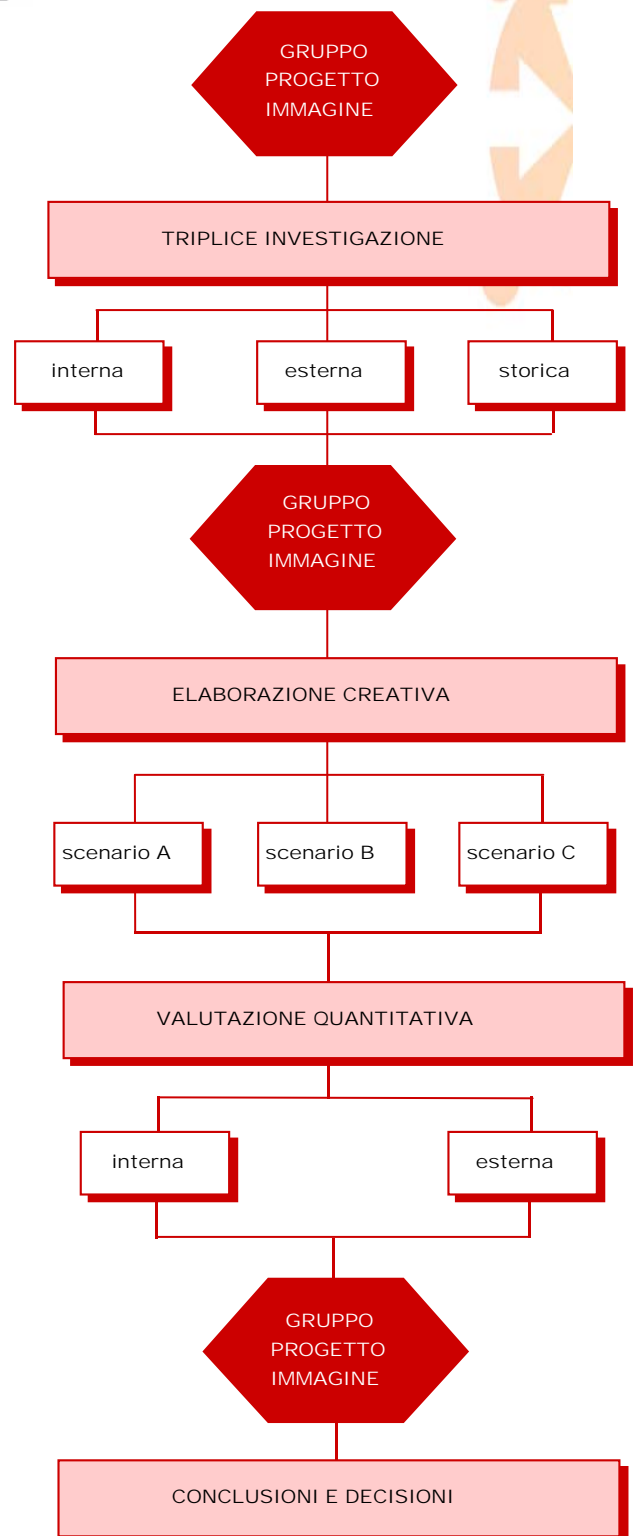 GRUPPO
PROGETTO
IMMAGINE
TRIPLICE INVESTIGAZIONE
interna
esterna
storica
GRUPPO
PROGETTO
IMMAGINE
ELABORAZIONE CREATIVA
scenario A
scenario B
scenario C
VALUTAZIONE QUANTITATIVA
interna
esterna
GRUPPO
PROGETTO
IMMAGINE
CONCLUSIONI E DECISIONI